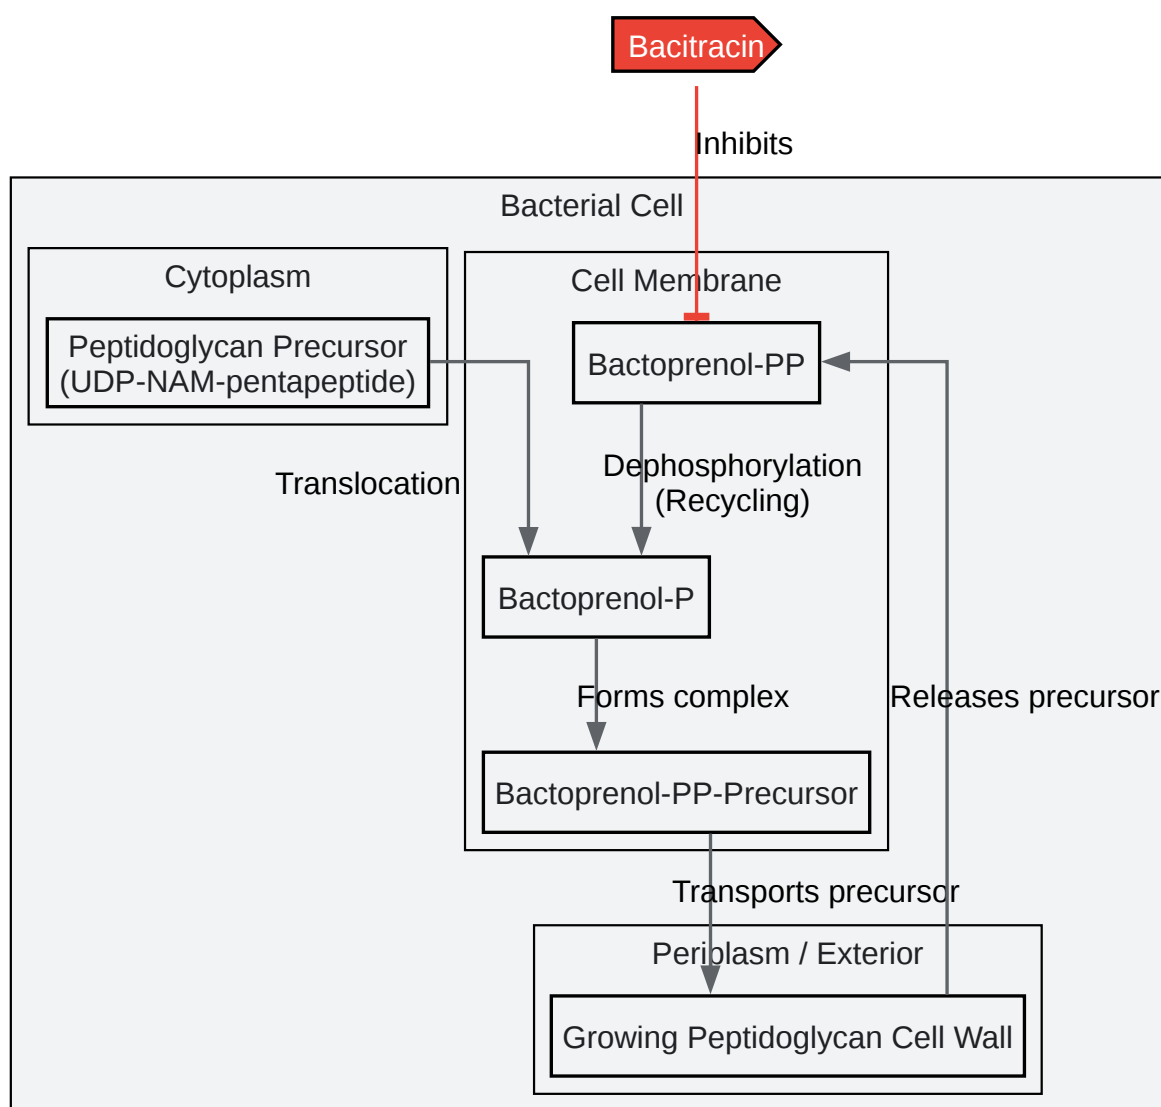 Bacitracin
Inhibits
Bacterial Cell
Cytoplasm
Cell Membrane
Peptidoglycan Precursor
(UDP-NAM-pentapeptide)
Bactoprenol-PP
Translocation
Dephosphorylation
(Recycling)
Bactoprenol-P
Forms complex
Releases precursor
Bactoprenol-PP-Precursor
Transports precursor
Periplasm / Exterior
Growing Peptidoglycan Cell Wall